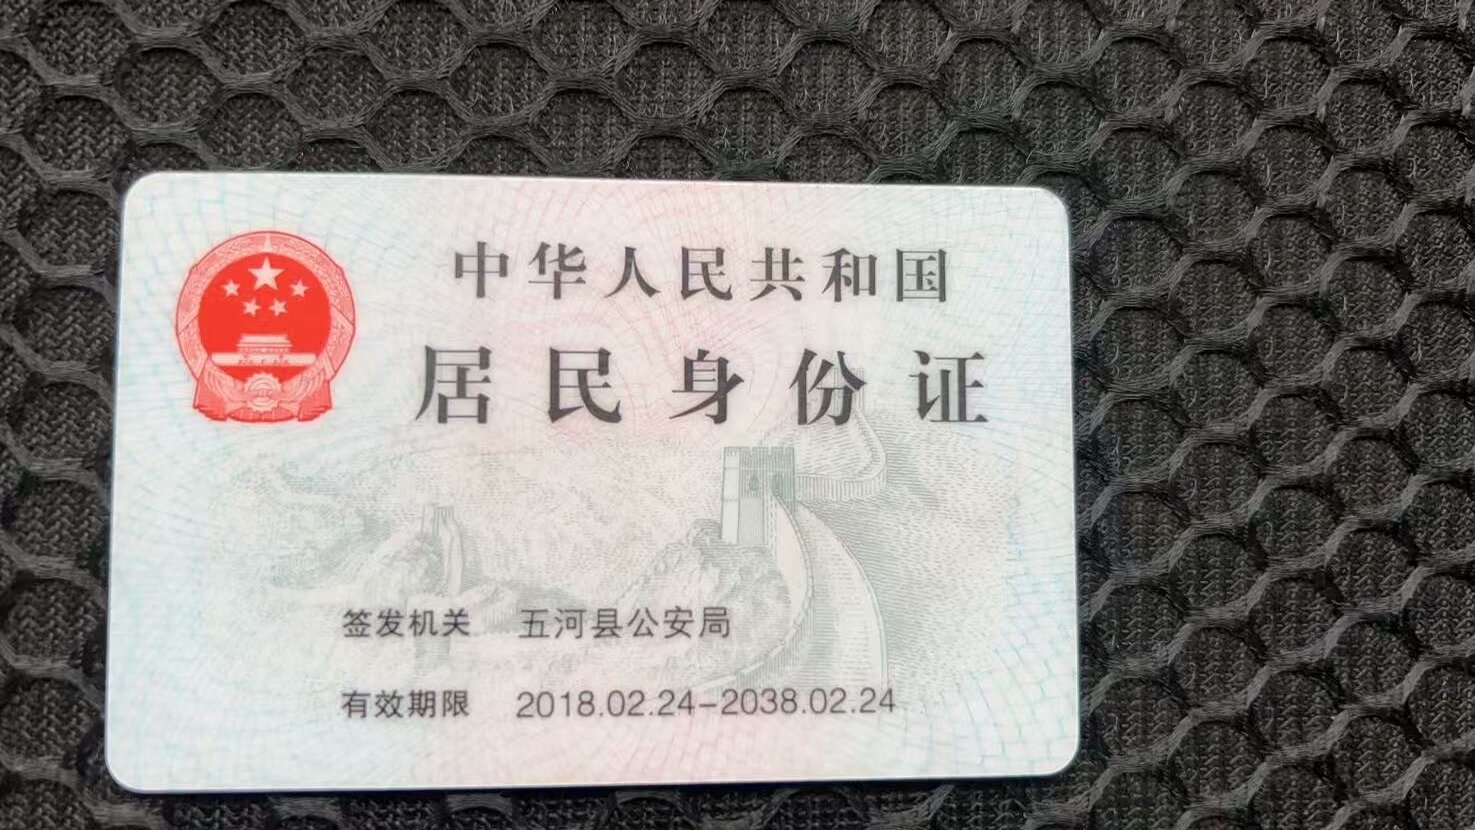 中华人民共和国
居民身份证
签发机关 五河县公安局
有效期限 2018.02.24-2038.02.24